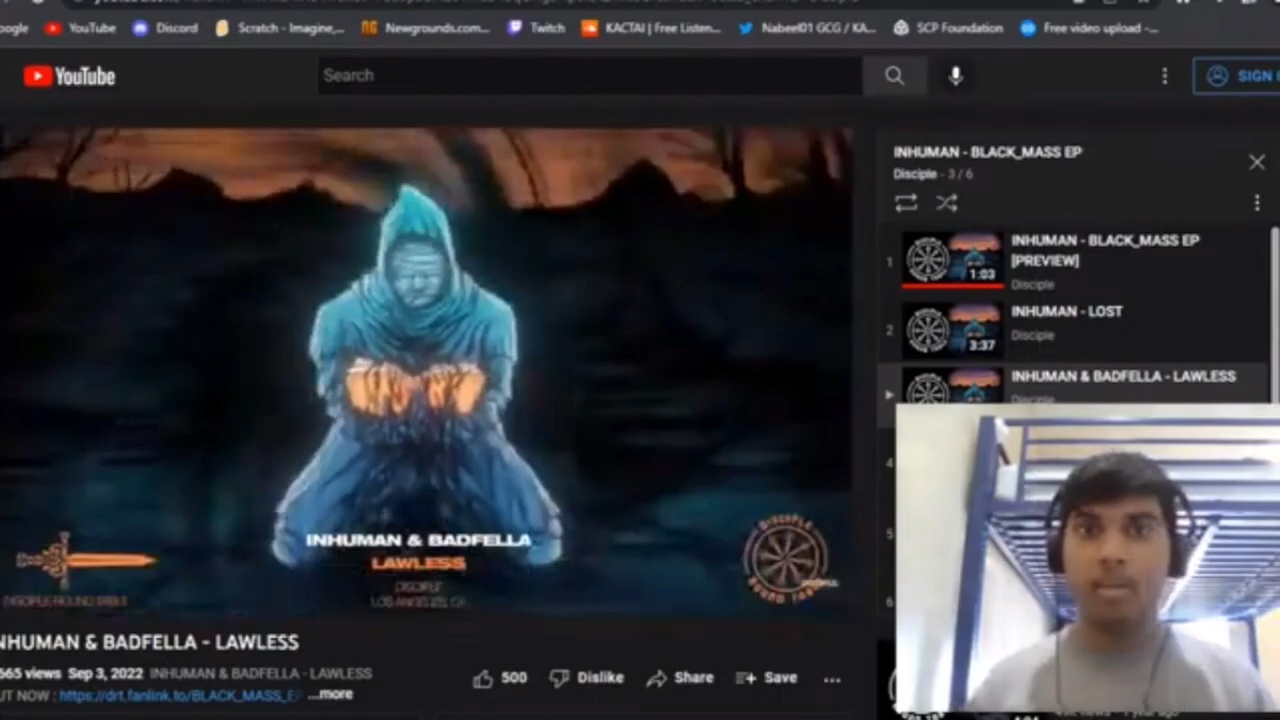 oogle YouTube Discord Scratch - Imagine,... Newgrounds.com... Twitch KACTAI | Free Listen... Nabeel01 GCG / KA... SCP Foundation Free video upload -...
YouTube
Search
SIGN I
INHUMAN - BLACK_MASS EP
Disciple - 3 / 6
1
INHUMAN - BLACK_MASS EP
[PREVIEW]
Disciple
1:03
2
INHUMAN - LOST
Disciple
3:37
INHUMAN & BADFELLA - LAWLESS
Disciple
4
5
6
INHUMAN & BADFELLA
LAWLESS
DISCIPLE
LOS ANGELES, CA
DISCIPLE
NHUMAN & BADFELLA - LAWLESS
665 views Sep 3, 2022 INHUMAN & BADFELLA - LAWLESS
UT NOW : https://drt.fanlink.to/BLACK_MASS_EP ...more
500
Dislike
Share
Save